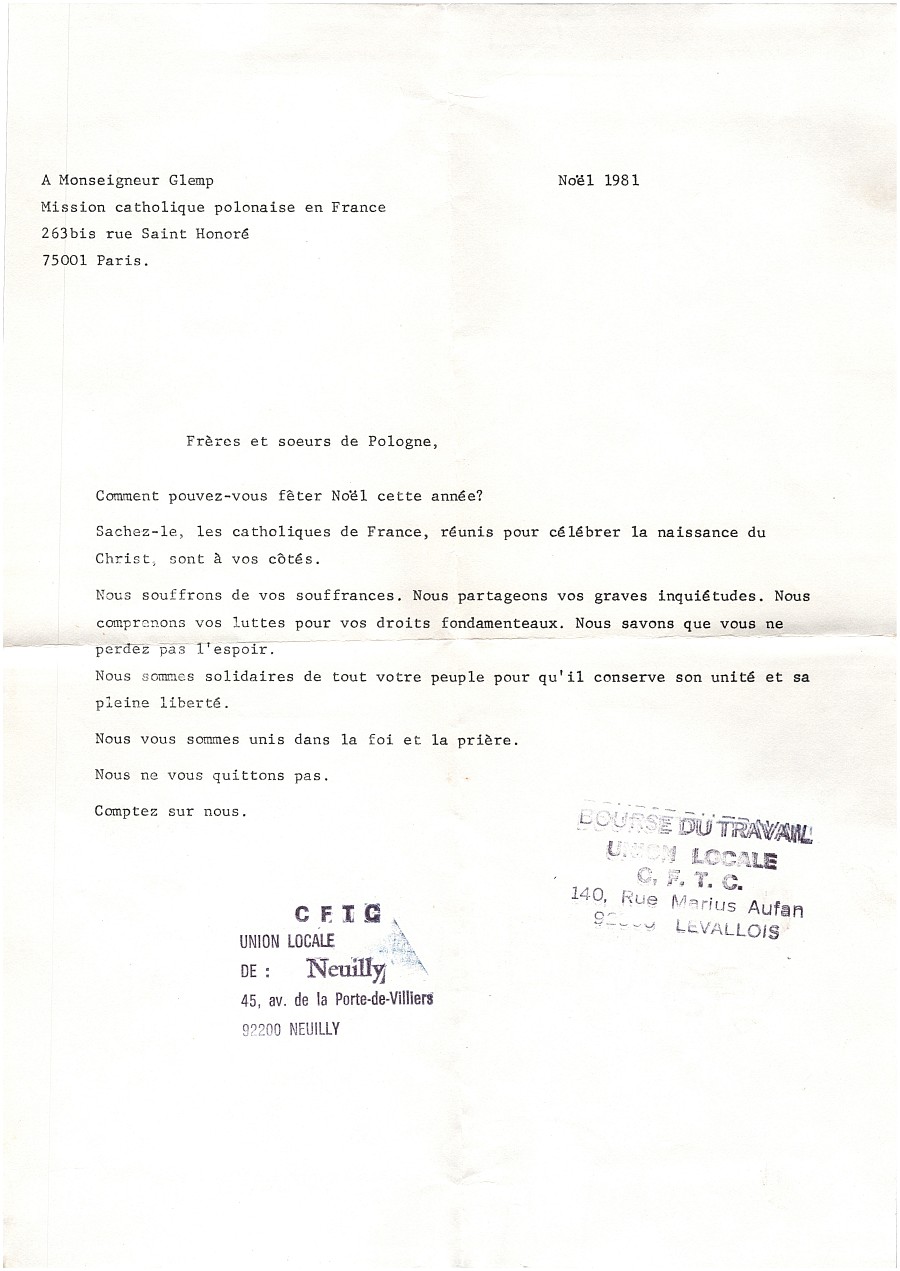 A Monseigneur Glemp
Noël 1981
Mission catholique polonaise en France
263bis rue Saint Honoré
75001 Paris.
Frères et soeurs de Pologne,
Comment pouvez-vous fêter Noël cette année?
Sachez-le, les catholiques de France, réunis pour célébrer la naissance du
Christ, sont à vos côtés.
Nous souffrons de vos souffrances. Nous partageons vos graves inquiétudes. Nous
comprenons vos luttes pour vos droits fondamenteaux. Nous savons que vous ne
perdez pas l'espoir.
Nous sommes solidaires de tout votre peuple pour qu'il conserve son unité et sa
pleine liberté.
Nous vous sommes unis dans la foi et la prière.
Nous ne vous quittons pas.
Comptez sur nous.
BOURSE DU TRAVAIL
UNION LOCALE
C. F. T. C.
140, Rue Marius Aufan
LEVALLOIS
CFTC
UNION LOCALE
DE : Neuilly
45, av. de la Porte-de-Villiers
92200 NEUILLY